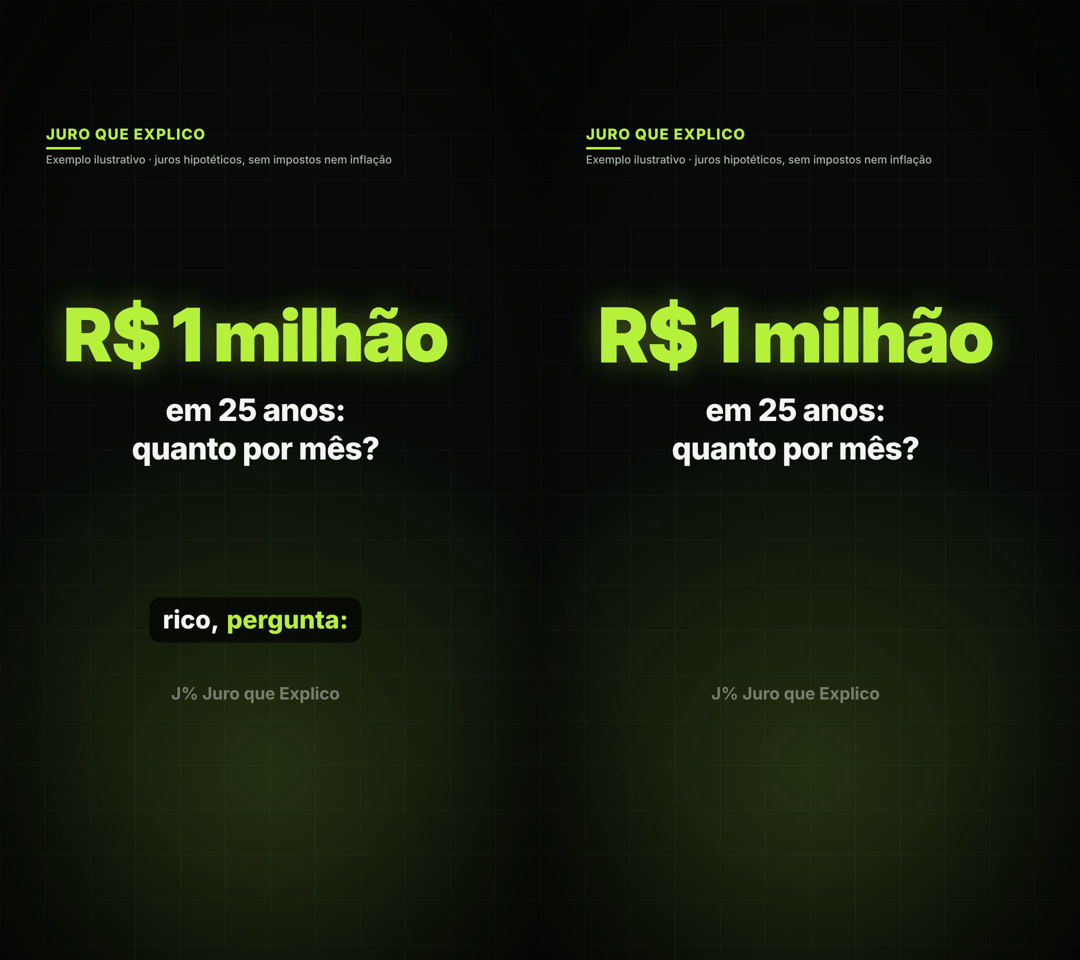 JURO QUE EXPLICO
Exemplo ilustrativo · juros hipotéticos, sem impostos nem inflação
R$ 1 milhão
em 25 anos:
quanto por mês?
rico, pergunta:
J% Juro que Explico
JURO QUE EXPLICO
Exemplo ilustrativo · juros hipotéticos, sem impostos nem inflação
R$ 1 milhão
em 25 anos:
quanto por mês?
J% Juro que Explico